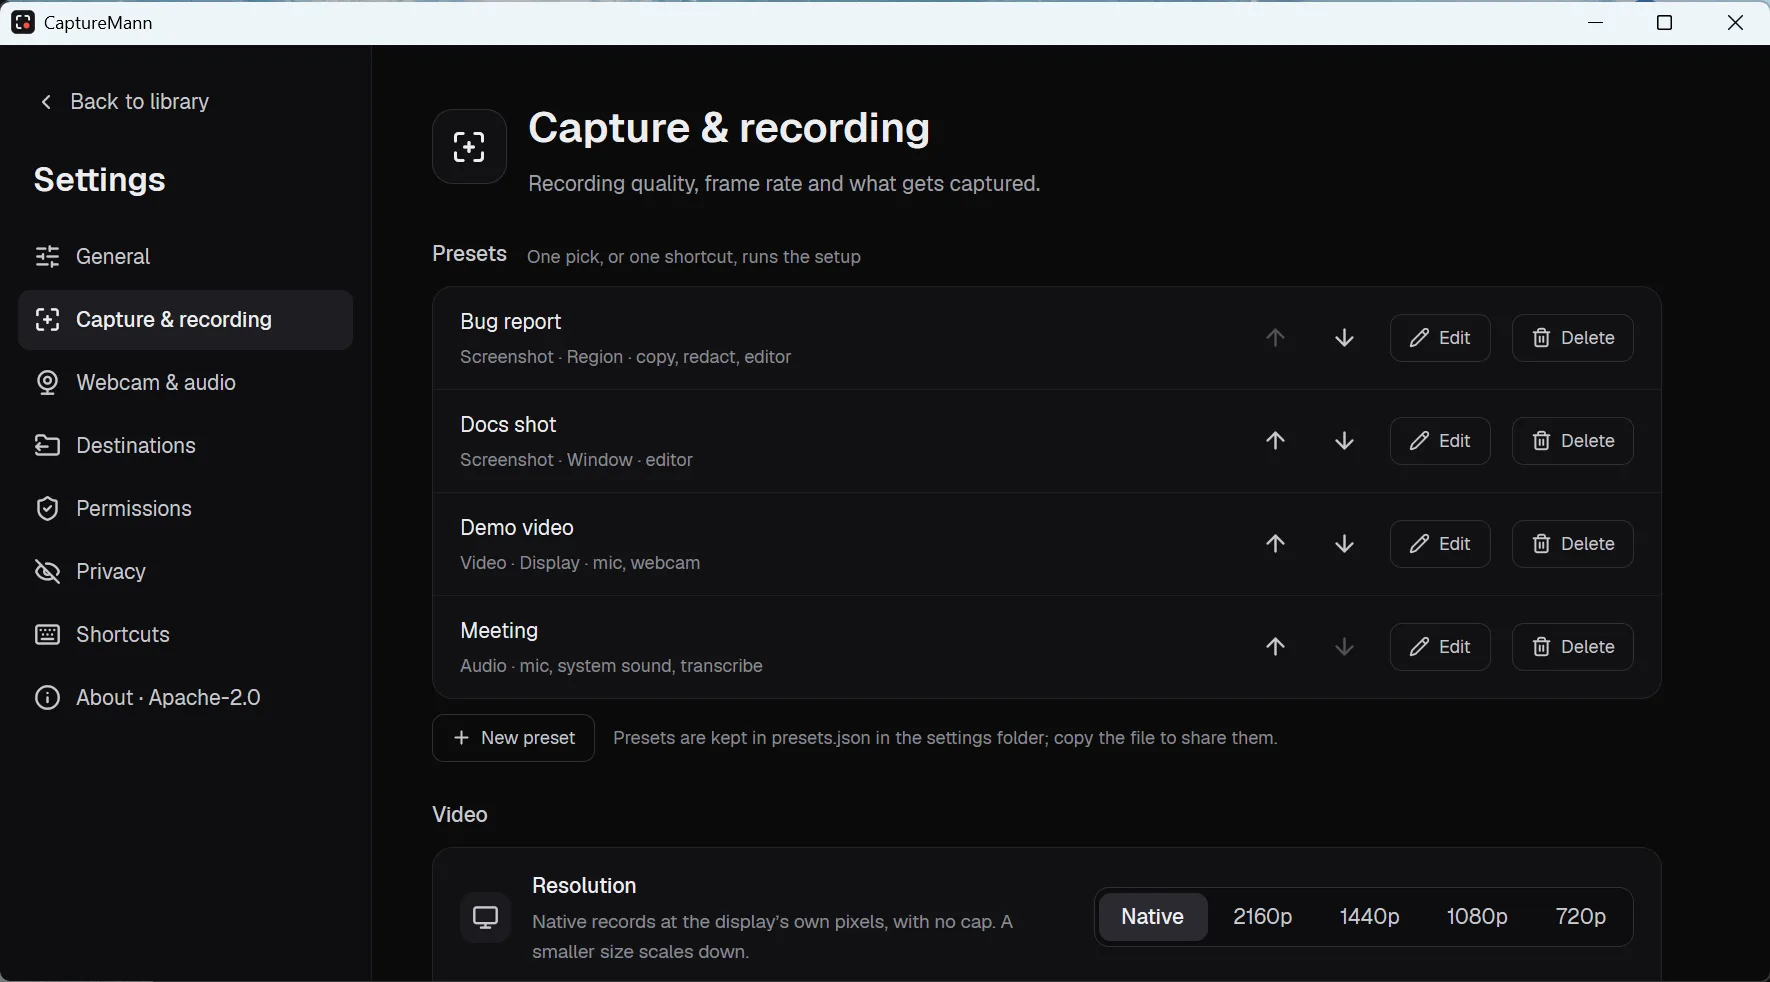 CaptureMann
Back to library
Settings
General
Capture & recording
Webcam & audio
Destinations
Permissions
Privacy
Shortcuts
About · Apache-2.0
Capture & recording
Recording quality, frame rate and what gets captured.
Presets One pick, or one shortcut, runs the setup
Bug report
Screenshot · Region · copy, redact, editor
Edit Delete
Docs shot
Screenshot · Window · editor
Edit Delete
Demo video
Video · Display · mic, webcam
Edit Delete
Meeting
Audio · mic, system sound, transcribe
Edit Delete
New preset Presets are kept in presets.json in the settings folder; copy the file to share them.
Video
Resolution
Native records at the display’s own pixels, with no cap. A
smaller size scales down.
Native 2160p 1440p 1080p 720p